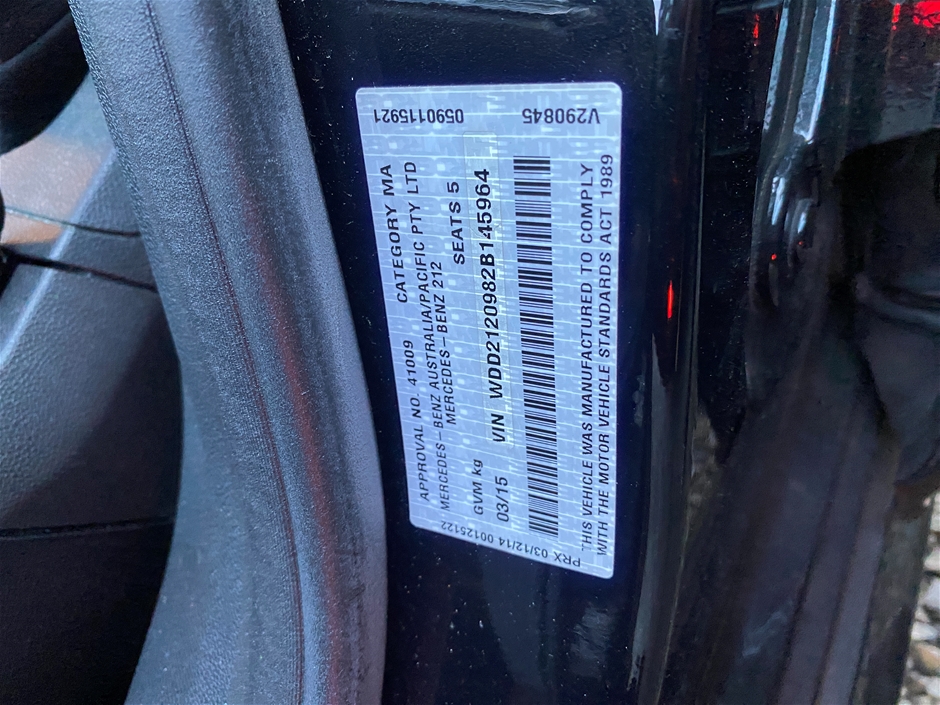 0590115921 V290845
APPROVAL NO. 41009 CATEGORY MA
MERCEDES-BENZ AUSTRALIA/PACIFIC PTY LTD
MERCEDES-BENZ 212
SEATS 5
GVM kg
03/15 VIN WDD2120982B145964
THIS VEHICLE WAS MANUFACTURED TO COMPLY
WITH THE MOTOR VEHICLE STANDARDS ACT 1989
PRX 03/12/14 00125122